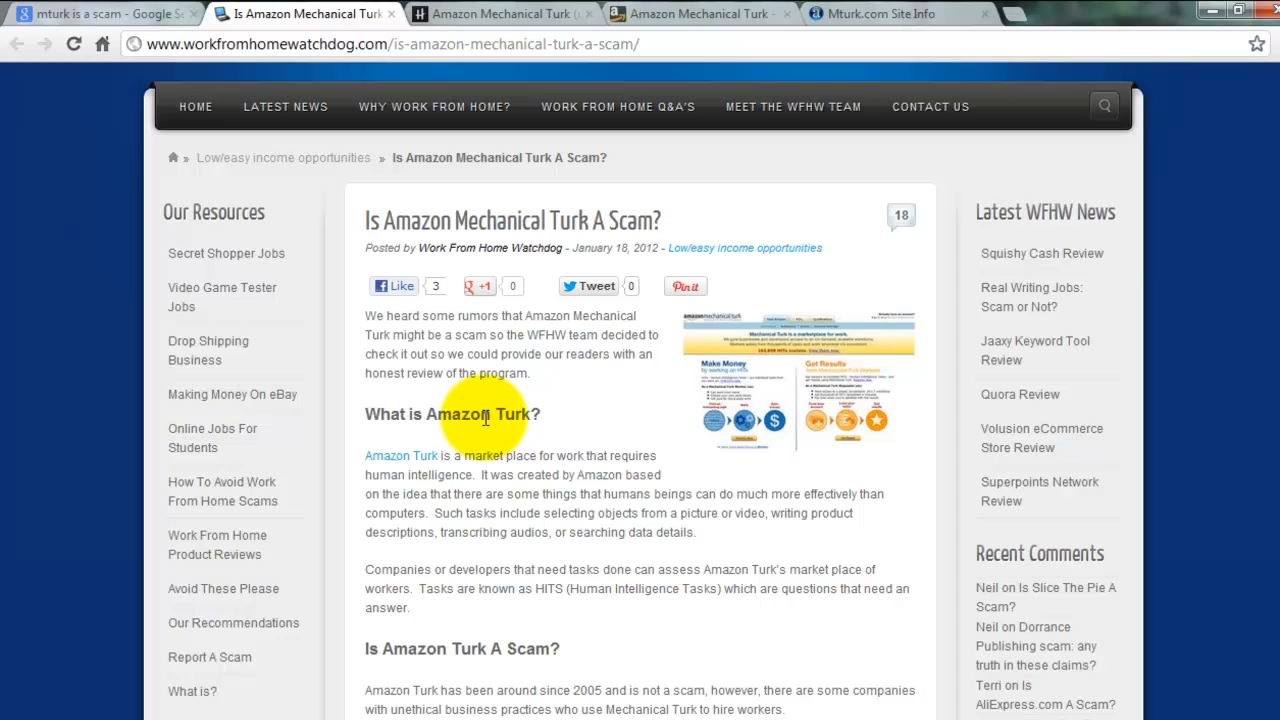 mturk is a scam - Google S
Is Amazon Mechanical Turk
Amazon Mechanical Turk (
Amazon Mechanical Turk -
Mturk.com Site Info
www.workfromhomewatchdog.com/is-amazon-mechanical-turk-a-scam/
HOME LATEST NEWS WHY WORK FROM HOME? WORK FROM HOME Q&A'S MEET THE WFHW TEAM CONTACT US
» Low/easy income opportunities » Is Amazon Mechanical Turk A Scam?
Our Resources
Secret Shopper Jobs
Video Game Tester
Jobs
Drop Shipping
Business
Making Money On eBay
Online Jobs For
Students
How To Avoid Work
From Home Scams
Work From Home
Product Reviews
Avoid These Please
Our Recommendations
Report A Scam
What is?
Is Amazon Mechanical Turk A Scam?
18
Posted by Work From Home Watchdog - January 18, 2012 - Low/easy income opportunities
Like 3 +1 0 Tweet 0 Pin it
We heard some rumors that Amazon Mechanical
Turk might be a scam. The WFHW team decided to
check it out so we could provide our readers with an
honest review of the program.
amazonmechanical turk
Mechanical Turk is a marketplace for work.
Make Money
by working on HITs
Get Results
What is Amazon Turk?
Amazon Turk is a market place for work that requires
human intelligence. It was created by Amazon based
on the idea that there are some things that humans beings can do much more effectively than
computers. Such tasks include selecting objects from a picture or video, writing product
descriptions, transcribing audios, or searching data details.
Companies or developers that need tasks done can assess Amazon Turk's market place of
workers. Tasks are known as HITS (Human Intelligence Tasks) which are questions that need an
answer.
Is Amazon Turk A Scam?
Amazon Turk has been around since 2005 and is not a scam, however, there are some companies
with unethical business practices who use Mechanical Turk to hire workers.
Latest WFHW News
Squishy Cash Review
Real Writing Jobs:
Scam or Not?
Jaaxy Keyword Tool
Review
Quora Review
Volusion eCommerce
Store Review
Superpoints Network
Review
Recent Comments
Neil on Is Slice The Pie A
Scam?
Neil on Dorrance
Publishing scam: any
truth in these claims?
Terri on Is
AliExpress.com A Scam?